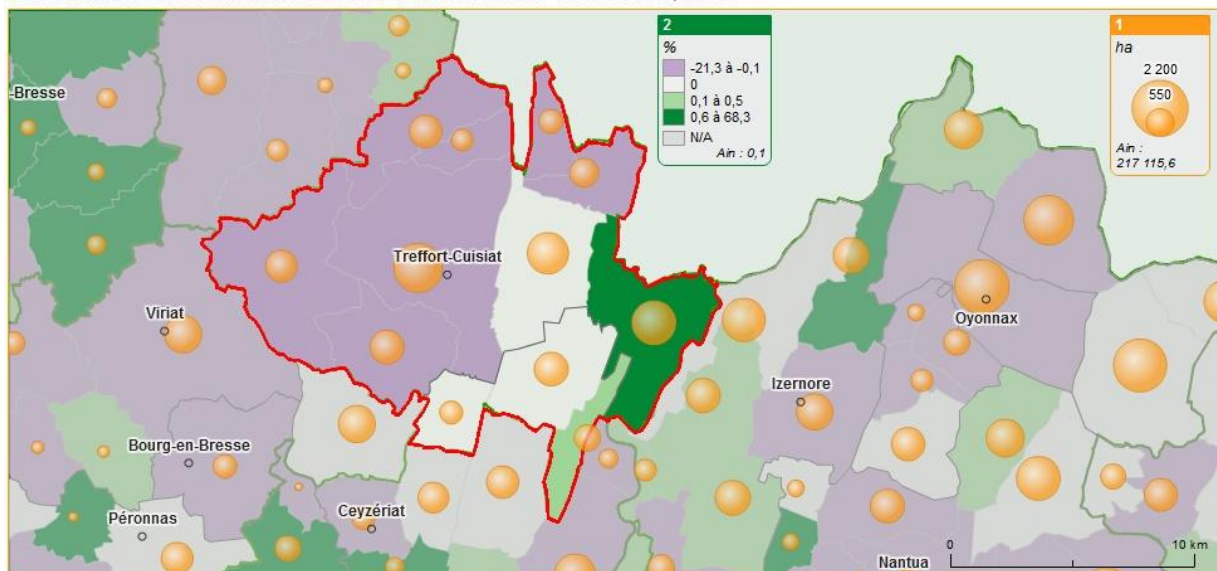 2
%
-21,3 à -0,1
0
0,1 à 0,5
0,6 à 68,3
N/A
Ain : 0,1
1
ha
2 200
550
Ain :
217 115,6
-Bresse
Treffort-Cuisiat
Viriat
Oyonnax
Izernore
Bourg-en-Bresse
Péronnas
Ceyzériat
Nantua
0
10 km